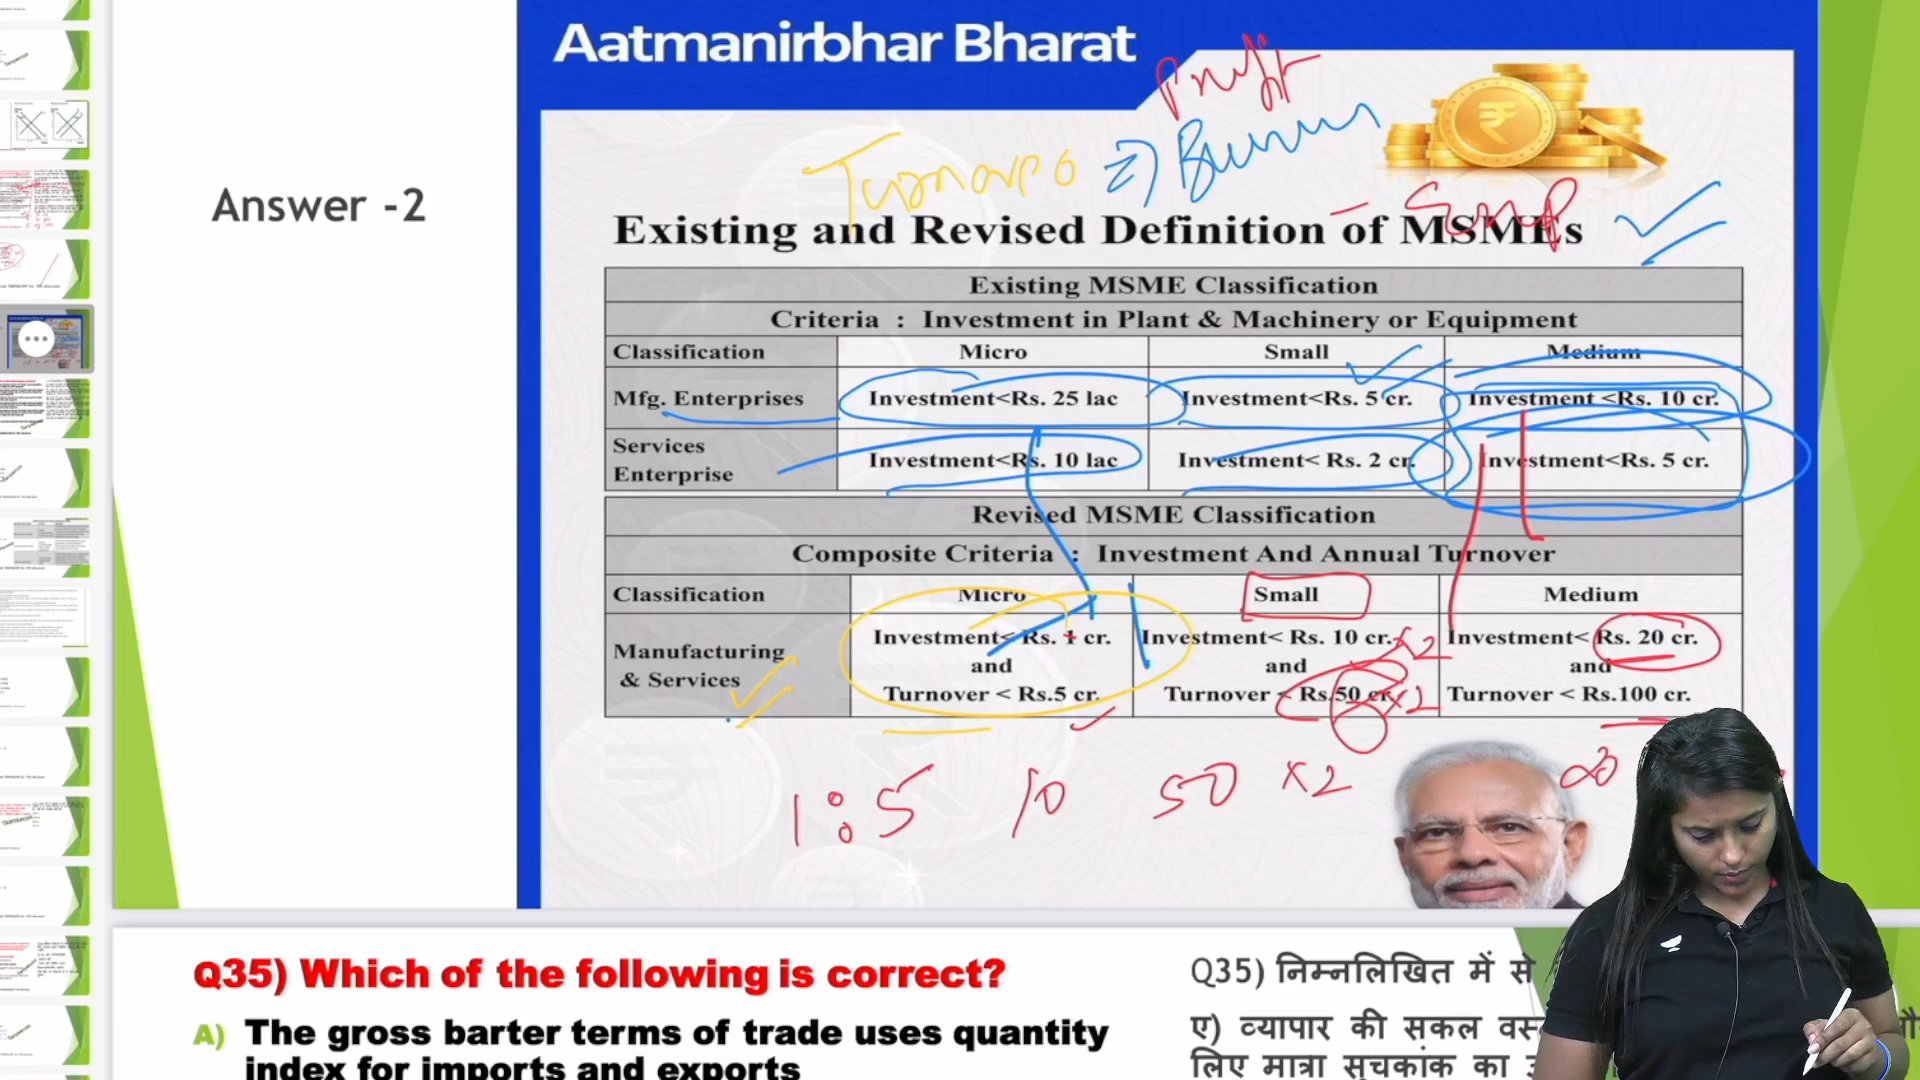 Aatmanirbhar Bharat
Profit
Turnover ⇒
Answer -2
Existing and Revised Definition of MSMEs
Existing MSME Classification
Criteria : Investment in Plant & Machinery or Equipment
Classification Micro Small Medium
Mfg. Enterprises Investment<Rs. 25 lac Investment<Rs. 5 cr. Investment <Rs. 10 cr.
Services Enterprise Investment<Rs. 10 lac Investment< Rs. 2 cr. Investment<Rs. 5 cr.
Revised MSME Classification
Composite Criteria : Investment And Annual Turnover
Classification Micro Small Medium
Investment< Rs. 1 cr. Investment< Rs. 10 cr. ×2 Investment< Rs. 20 cr.
Manufacturing & Services and and and
Turnover < Rs.5 cr. Turnover < Rs.50 cr. ×2 Turnover < Rs.100 cr.
1:5 10 50 ×2
Q35) Which of the following is correct? Q35) निम्नलिखित में से
A) The gross barter terms of trade uses quantity ए) व्यापार की सकल
index for imports and exports लिए मात्रा सूचकांक का